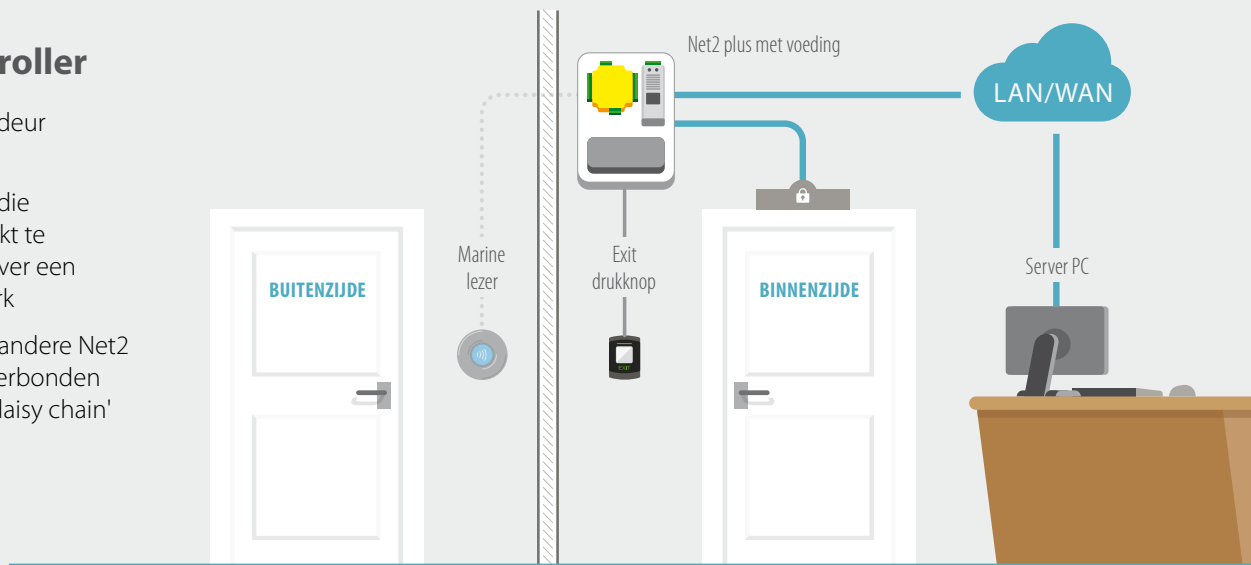 roller
deur
die
kt te
ver een
rk
andere Net2
erbonden
laisy chain'
Net2 plus met voeding
LAN/WAN
Marine
lezer
Exit
drukknop
Server PC
BUITENZIJDE
BINNENZIJDE
EXIT